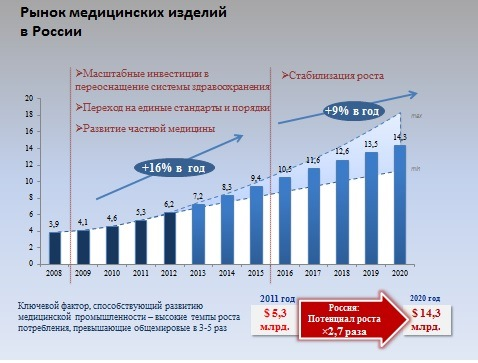 Рынок медицинских изделий
в России
➢Масштабные инвестиции в
переоснащение системы здравоохранения
➢Переход на единые стандарты и порядки
➢Развитие частной медицины
➢Стабилизация роста
+9% в год
+16% в год
max
min
20
18
16
14
12
10
8
6
4
2
0
3,9
4,1
4,6
5,3
6,2
7,2
8,3
9,4
10,5
11,6
12,6
13,5
14,3
2008 2009 2010 2011 2012 2013 2014 2015 2016 2017 2018 2019 2020
Ключевой фактор, способствующий развитию
медицинской промышленности – высокие темпы роста
потребления, превышающие общемировые в 3-5 раз
2011 год
$ 5,3
млрд.
Россия:
Потенциал роста
×2,7 раза
2020 год
$ 14,3
млрд.